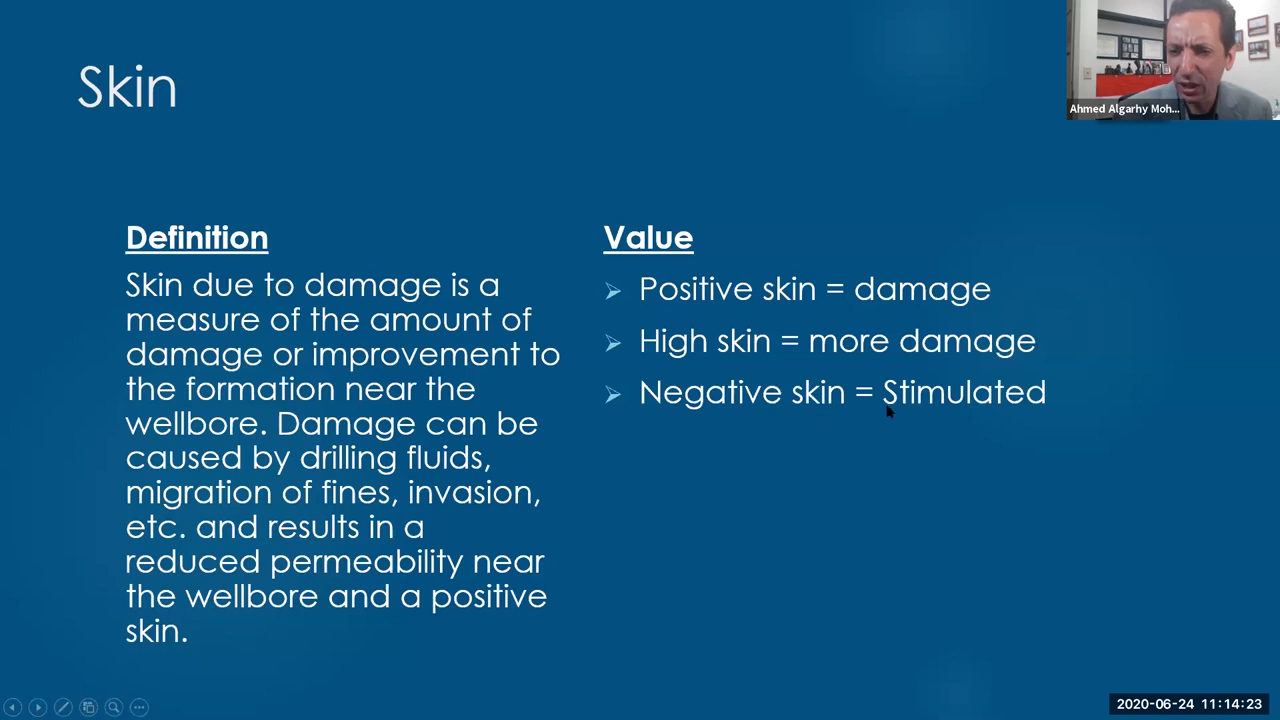 Skin
Ahmed Algarhy Moh...
Definition
Skin due to damage is a
measure of the amount of
damage or improvement to
the formation near the
wellbore. Damage can be
caused by drilling fluids,
migration of fines, invasion,
etc. and results in a
reduced permeability near
the wellbore and a positive
skin.
Value
Positive skin = damage
High skin = more damage
Negative skin = Stimulated
2020-06-24 11:14:23